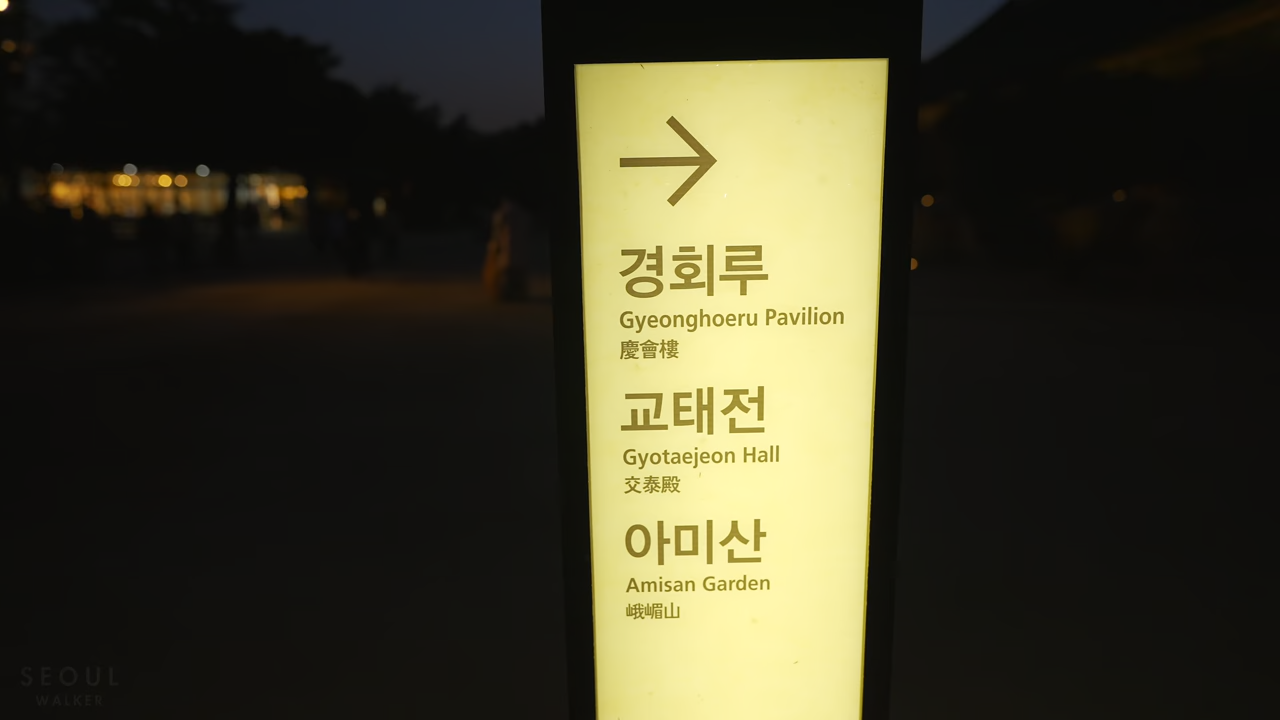 경회루
Gyeonghoeru Pavilion
慶會樓
교태전
Gyotaejeon Hall
交泰殿
아미산
Amisan Garden
峨嵋山
SEOUL
WALKER